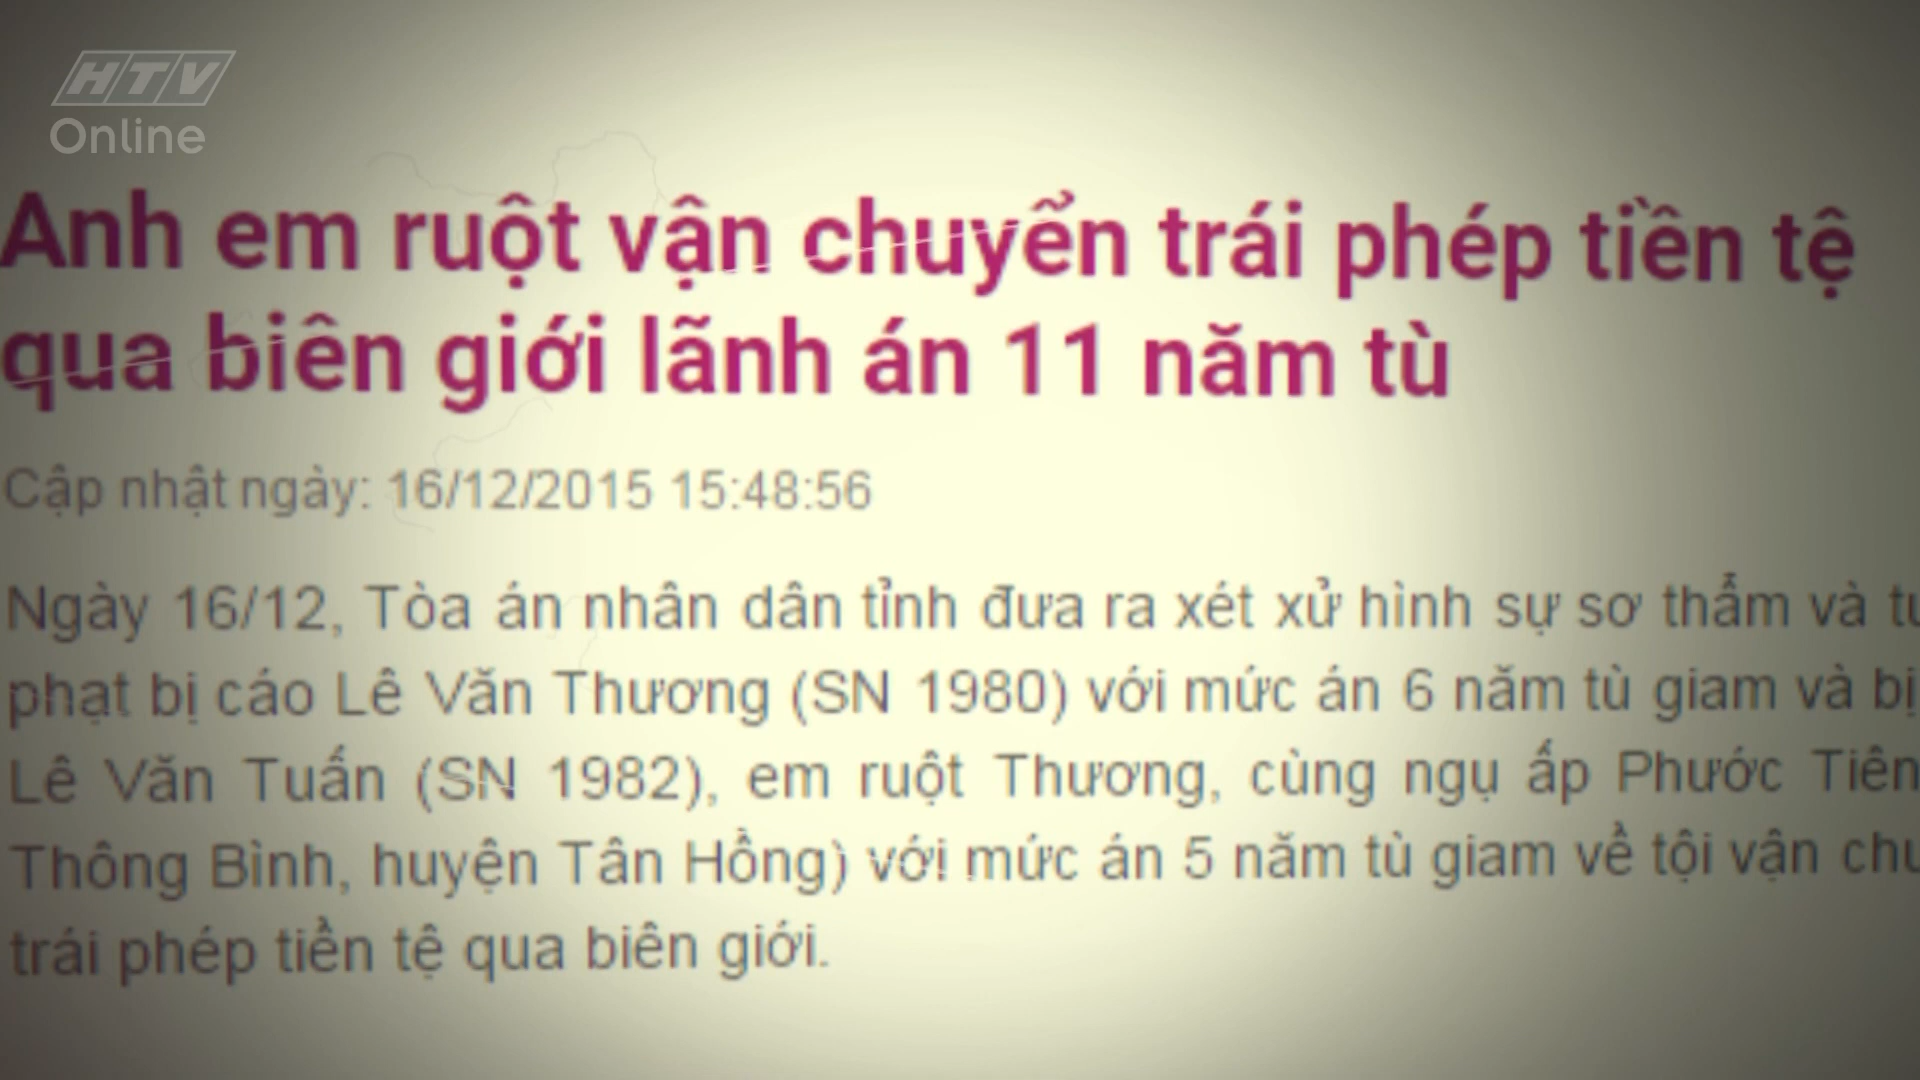 HTV
Online
Anh em ruột vận chuyển trái phép tiền tệ
qua biên giới lãnh án 11 năm tù
Cập nhật ngày: 16/12/2015 15:48:56
Ngày 16/12, Tòa án nhân dân tỉnh đưa ra xét xử hình sự sơ thẩm và
phạt bị cáo Lê Văn Thương (SN 1980) với mức án 6 năm tù giam và bị
Lê Văn Tuấn (SN 1982), em ruột Thương, cùng ngụ ấp Phước Tiên
Thông Bình, huyện Tân Hồng) với mức án 5 năm tù giam về tội vận
trái phép tiền tệ qua biên giới.